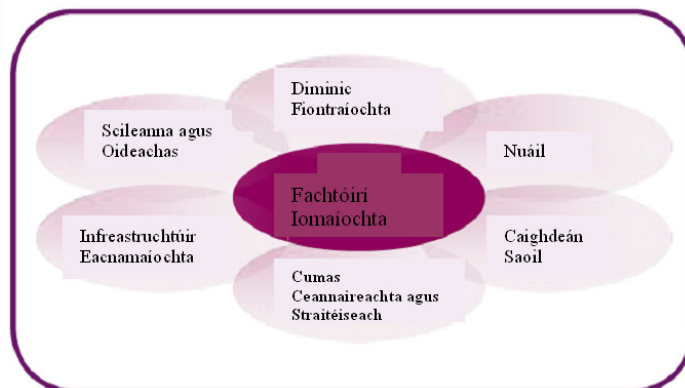 Diminic
Fiontraíochta
Scileanna agus
Oideachas
Nuáil
Fachtóirí
Iomaíochta
Infreastruchtúir
Eacnamaíochta
Caighdeán
Saoil
Cumas
Ceannaireachta agus
Straitéiseach